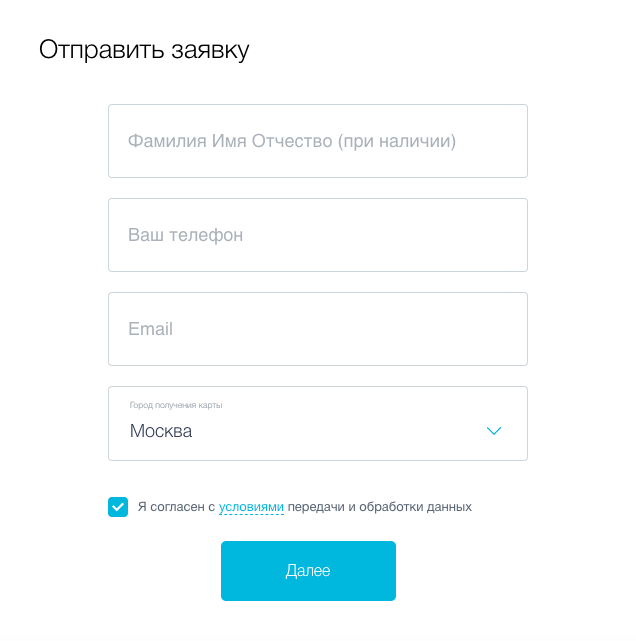 Отправить заявку
Фамилия Имя Отчество (при наличии)
Ваш телефон
Email
Город получения карты
Москва
Я согласен с условиями передачи и обработки данных
Далее